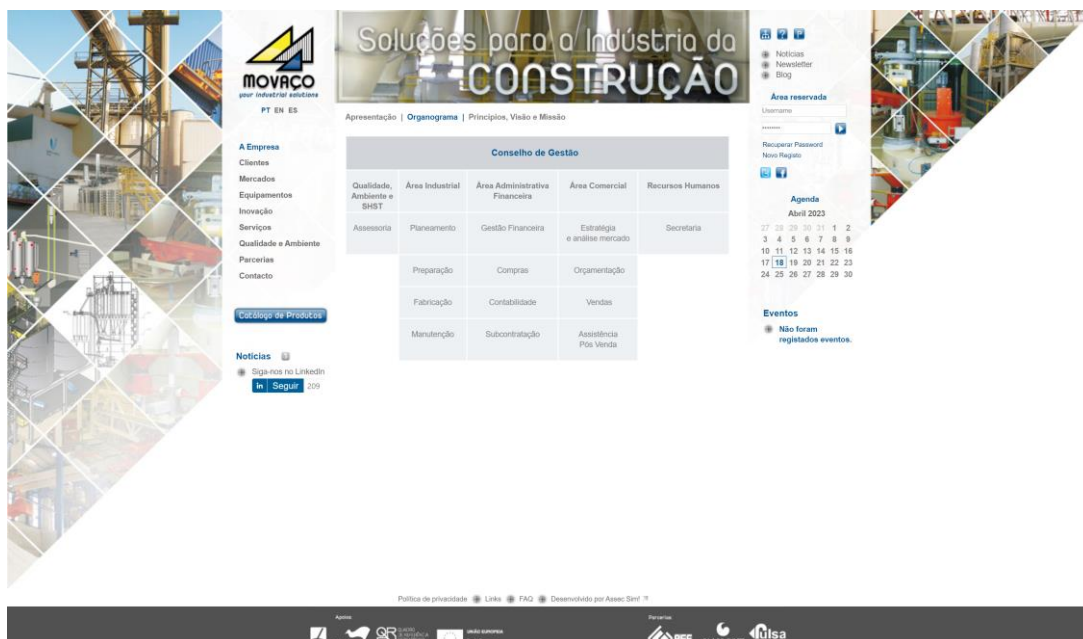 MOVAÇO
your industrial solutions
PT EN ES
A Empresa
Clientes
Mercados
Equipamentos
Inovação
Serviços
Qualidade e Ambiente
Parcerias
Contacto
Catálogo de Produtos
Notícias
Siga-nos no LinkedIn
in Seguir 209
Soluções para a Indústria da
CONSTRUÇÃO
Apresentação | Organograma | Princípios, Visão e Missão
Conselho de Gestão
Qualidade, Ambiente e SHST
Área Industrial
Área Administrativa Financeira
Área Comercial
Recursos Humanos
Assessoria
Planeamento
Gestão Financeira
Estratégia e análise mercado
Secretaria
Preparação
Compras
Orçamentação
Fabricação
Contabilidade
Vendas
Manutenção
Subcontratação
Assistência Pós Venda
Notícias
Newsletter
Blog
Área reservada
Username
Recuperar Password
Novo Registo
Agenda
Abril 2023
27 28 29 30 31 1 2
3 4 5 6 7 8 9
10 11 12 13 14 15 16
17 18 19 20 21 22 23
24 25 26 27 28 29 30
Eventos
Não foram
registados eventos.
Política de privacidade Links FAQ Desenvolvido por Assec Sim!
Apoios
Parcerias
QR
UNIÃO EUROPEIA